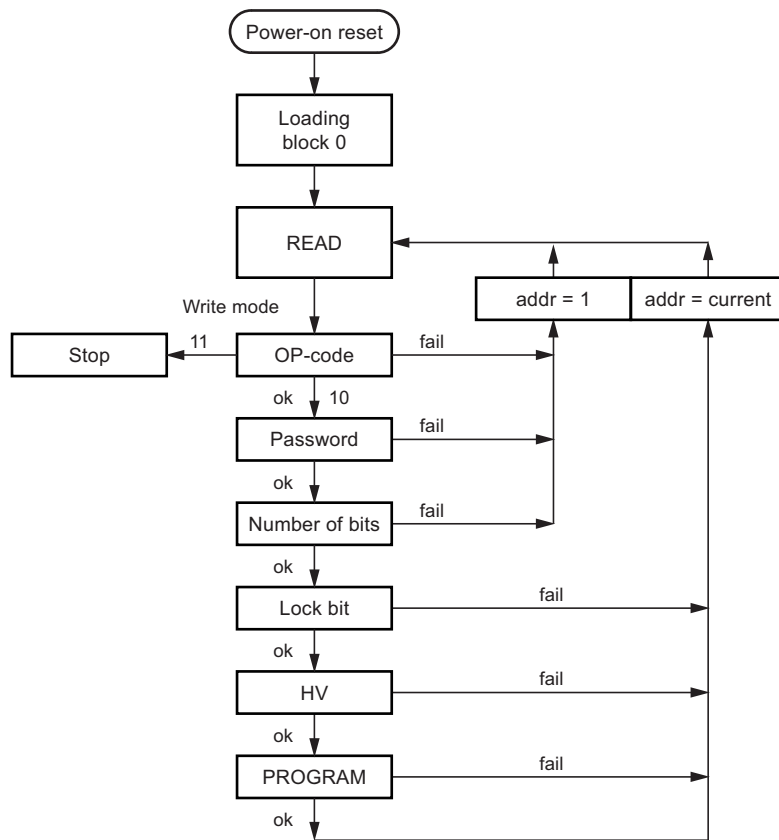 Power-on reset
Loading
block 0
READ
addr = 1
addr = current
Write mode
Stop
11
OP-code
fail
ok
10
Password
fail
ok
Number of bits
fail
ok
Lock bit
fail
ok
HV
fail
ok
PROGRAM
fail
ok